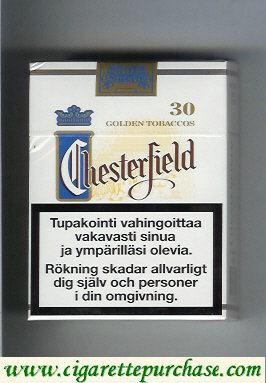 30
GOLDEN TOBACCOS
Chesterfield
Tupakointi vahingoittaa
vakavasti sinua
ja ympärilläsi olevia.
Rökning skadar allvarligt
dig själv och personer
i din omgivning.
www.cigarettepurchase.com